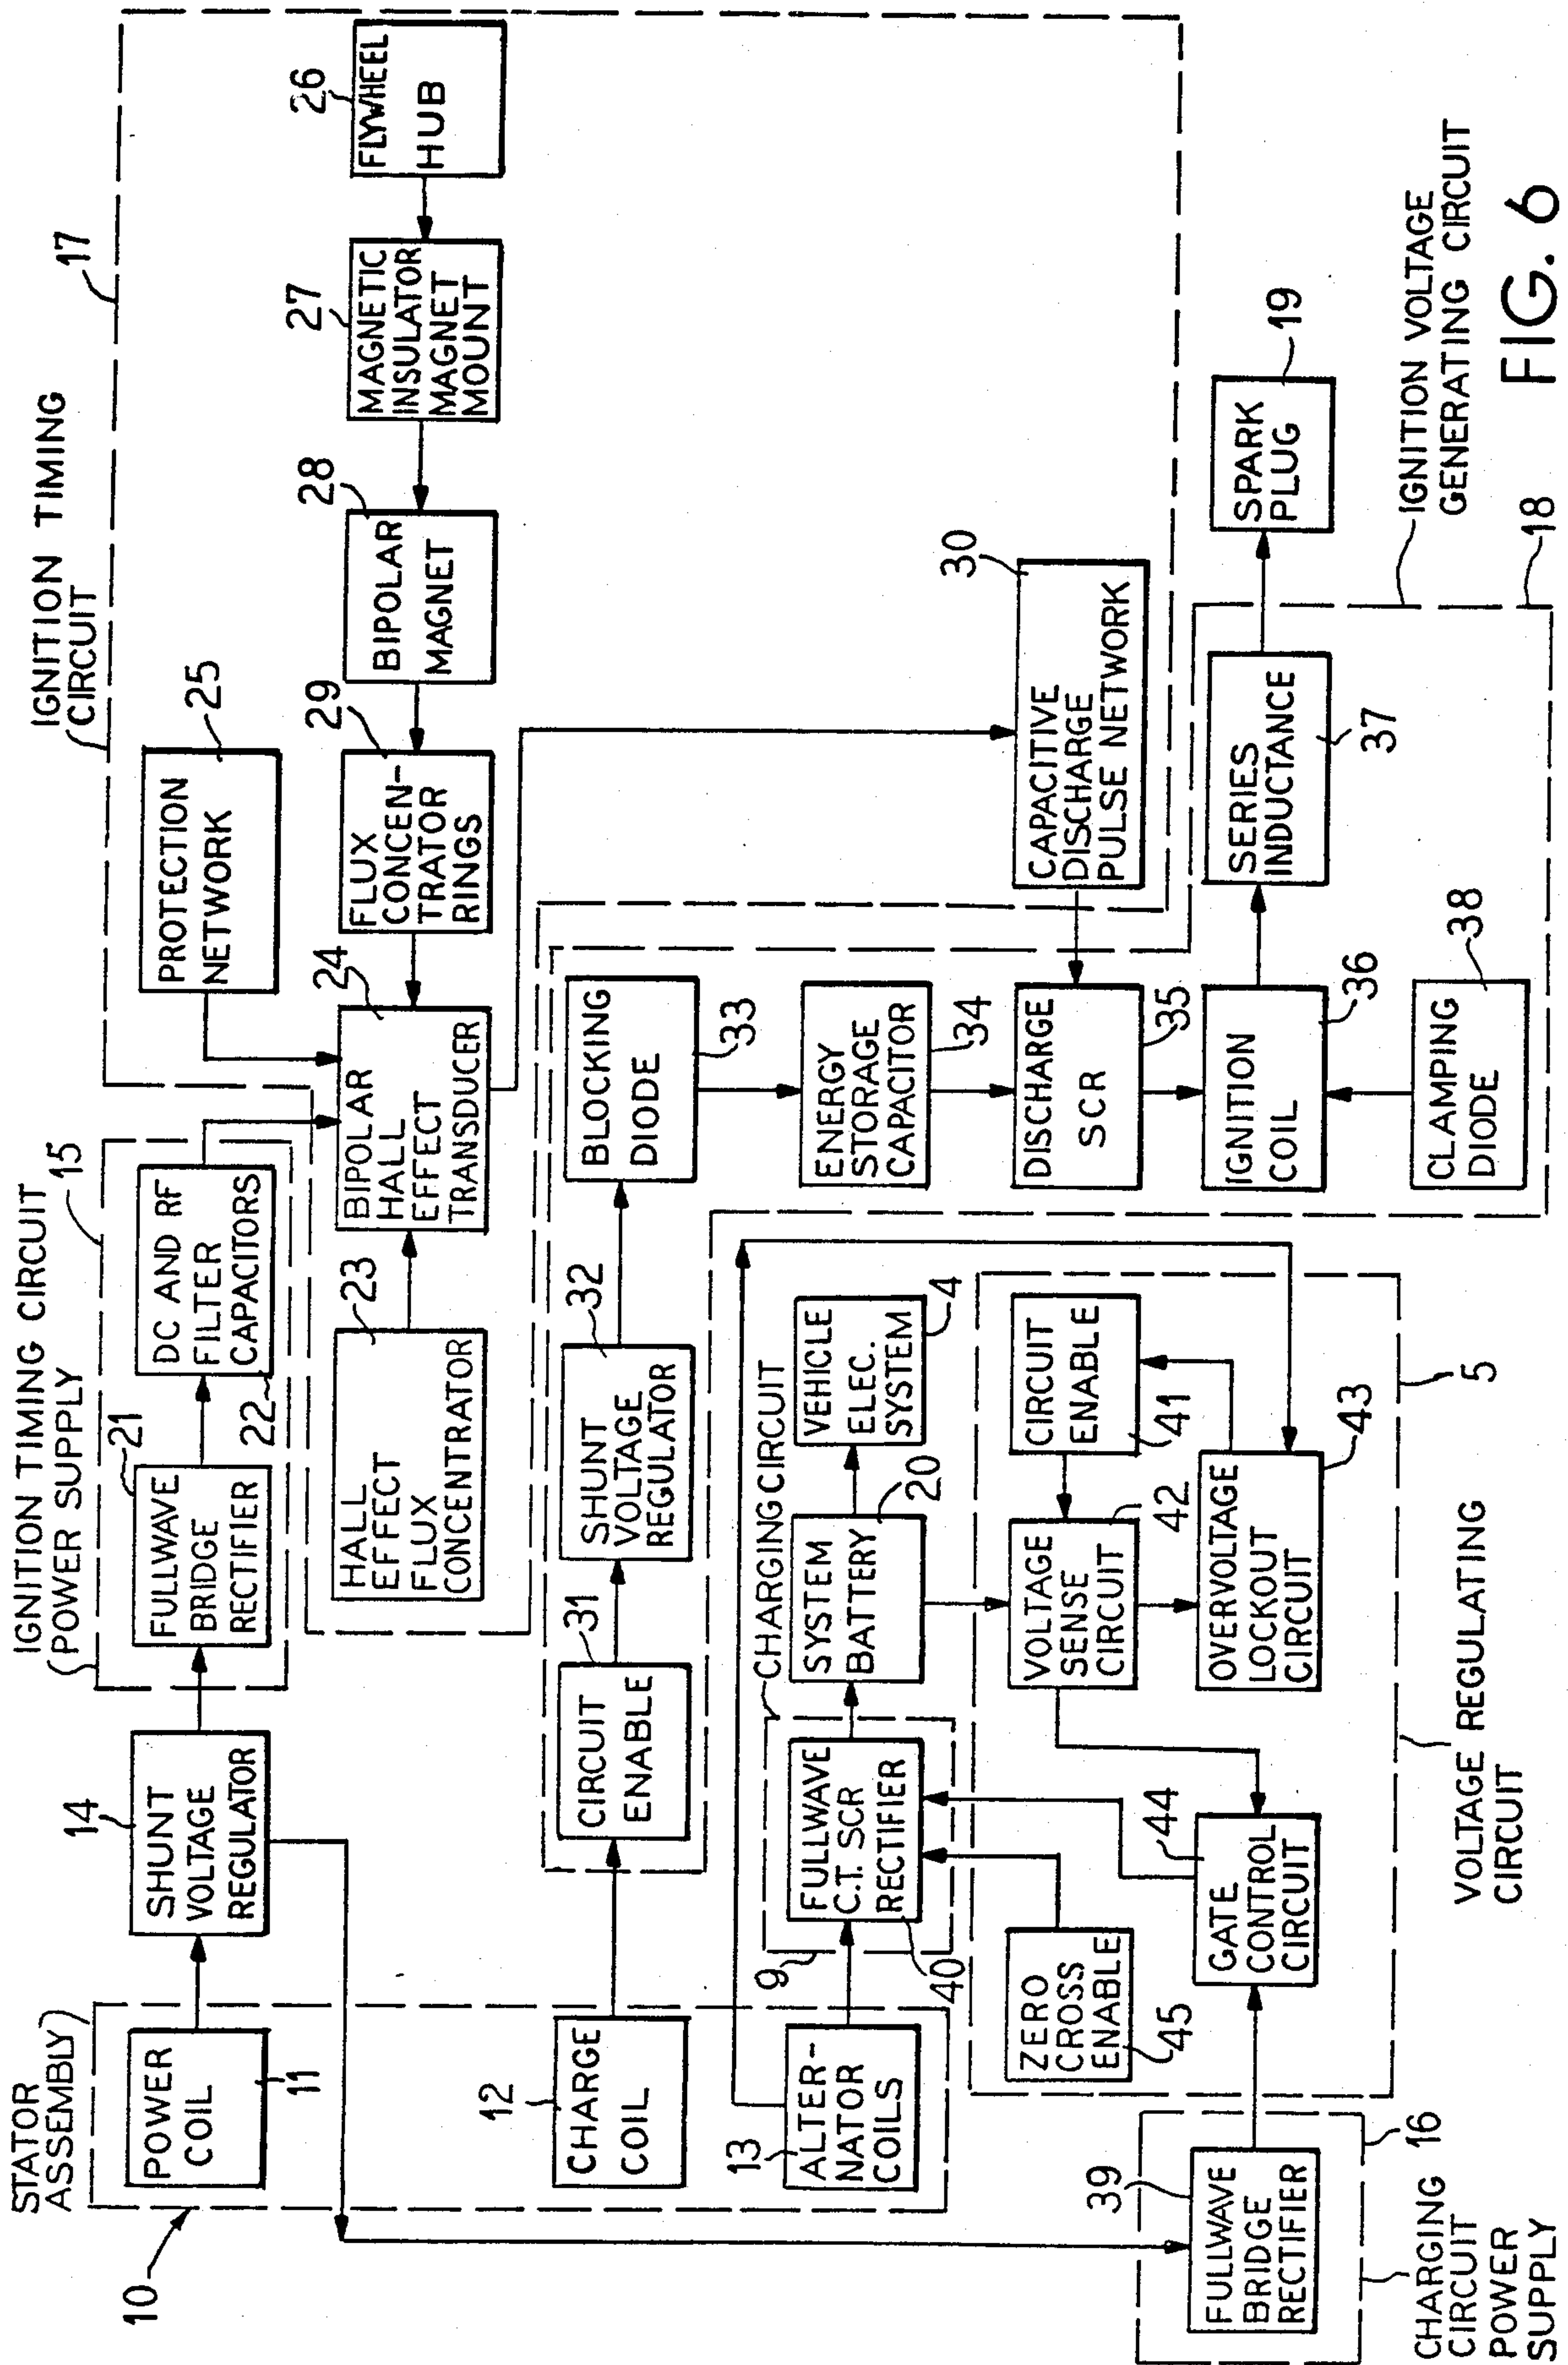 STATOR
ASSEMBLY
10
POWER
COIL
11
14
SHUNT
VOLTAGE
REGULATOR
IGNITION TIMING CIRCUIT
POWER SUPPLY
15
21
FULLWAVE
BRIDGE
RECTIFIER
DC AND RF
FILTER
CAPACITORS
22
IGNITION TIMING
CIRCUIT
17
PROTECTION
NETWORK
25
HALL
EFFECT
FLUX
CONCENTRATOR
23
BIPOLAR
HALL
EFFECT
TRANSDUCER
24
FLUX
CONCEN-
TRATOR
RINGS
29
BIPOLAR
MAGNET
28
MAGNETIC
INSULATOR
MAGNET
MOUNT
27
FLYWHEEL
HUB
26
12
CHARGE
COIL
CIRCUIT
ENABLE
31
SHUNT
VOLTAGE
REGULATOR
32
BLOCKING
DIODE
33
ENERGY
STORAGE
CAPACITOR
34
CAPACITIVE
DISCHARGE
PULSE NETWORK
30
DISCHARGE
SCR
35
IGNITION
COIL
36
SERIES
INDUCTANCE
37
SPARK
PLUG
19
CLAMPING
DIODE
38
18
IGNITION VOLTAGE
GENERATING CIRCUIT
13
ALTER-
NATOR
COILS
9
FULLWAVE
C.T. SCR
RECTIFIER
40
CHARGING CIRCUIT
SYSTEM
BATTERY
20
VEHICLE
ELEC.
SYSTEM
4
ZERO
CROSS
ENABLE
45
VOLTAGE
SENSE
CIRCUIT
42
CIRCUIT
ENABLE
41
44
GATE
CONTROL
CIRCUIT
OVERVOLTAGE
LOCKOUT
CIRCUIT
43
5
VOLTAGE REGULATING
CIRCUIT
39
FULLWAVE
BRIDGE
RECTIFIER
16
CHARGING
CIRCUIT
POWER
SUPPLY
FIG. 6